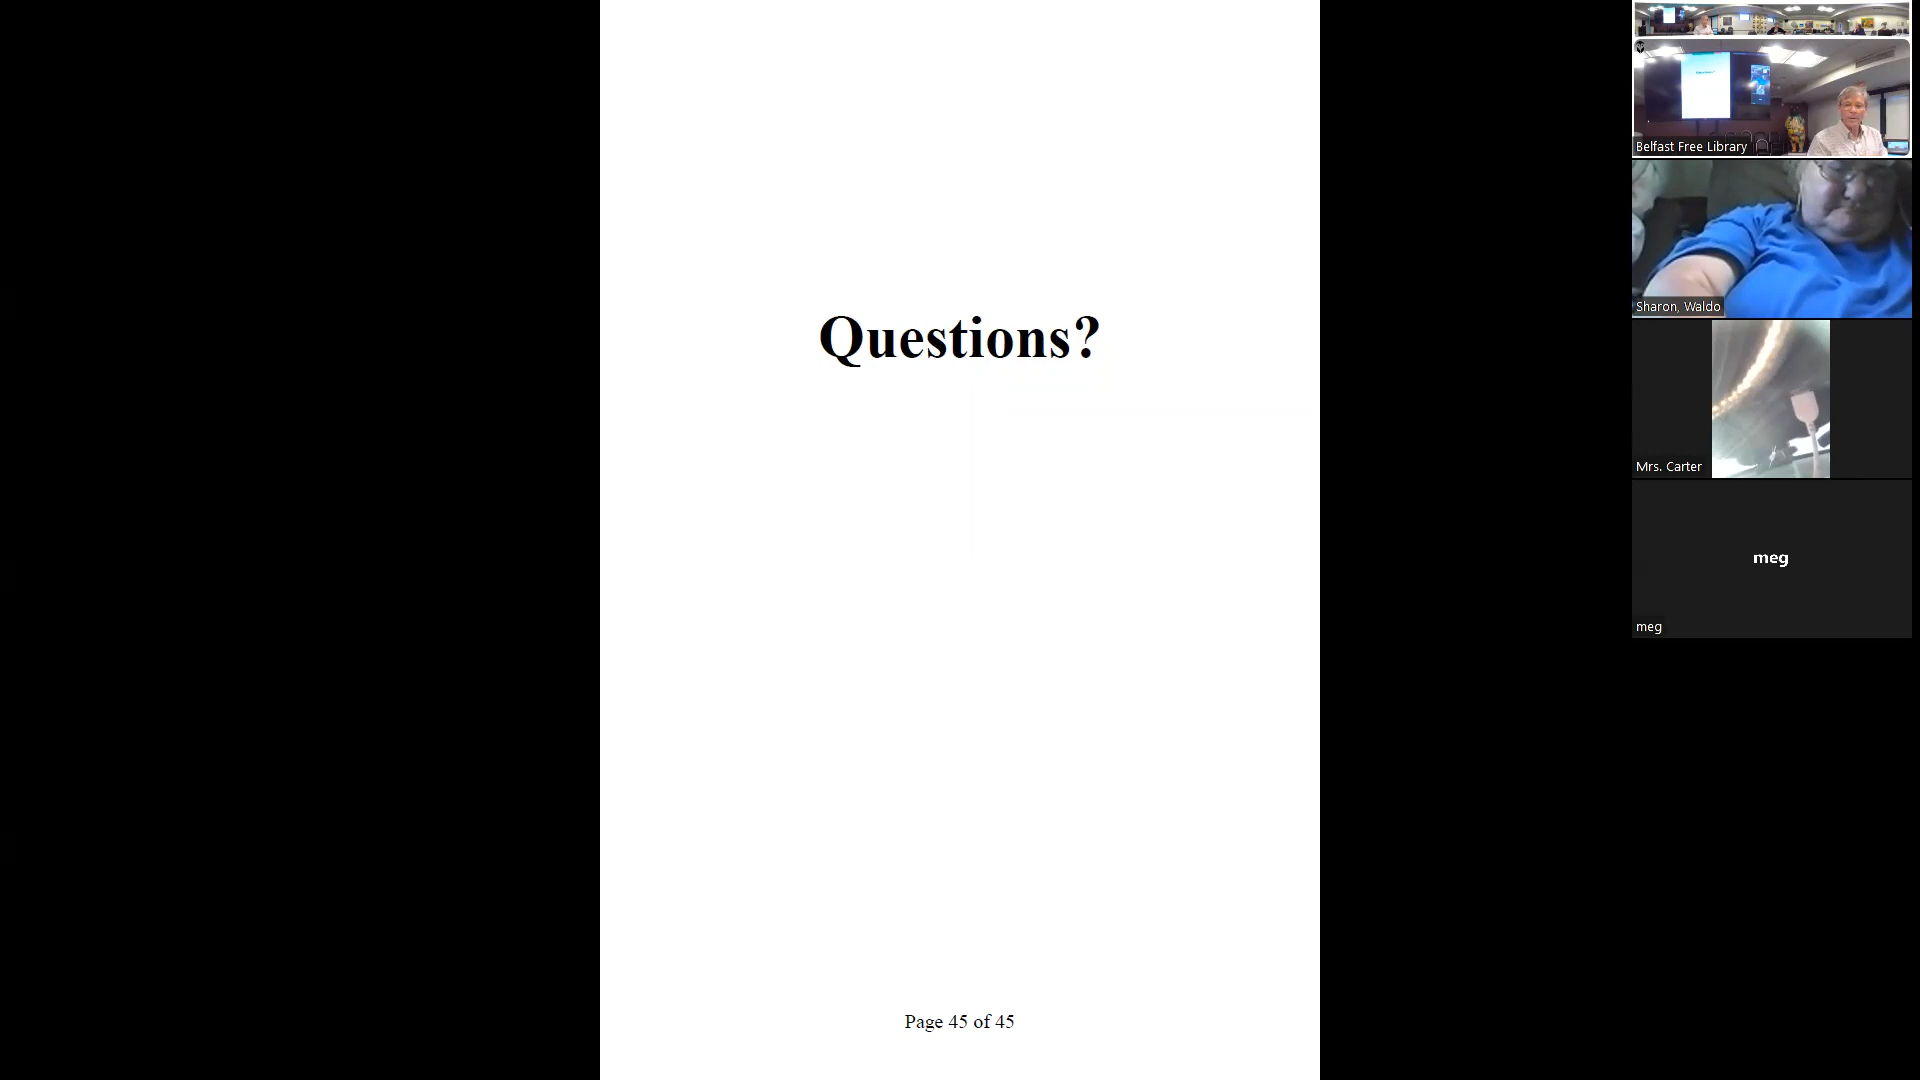 Questions?
Page 45 of 45
Belfast Free Library
Sharon, Waldo
Mrs. Carter
meg
meg